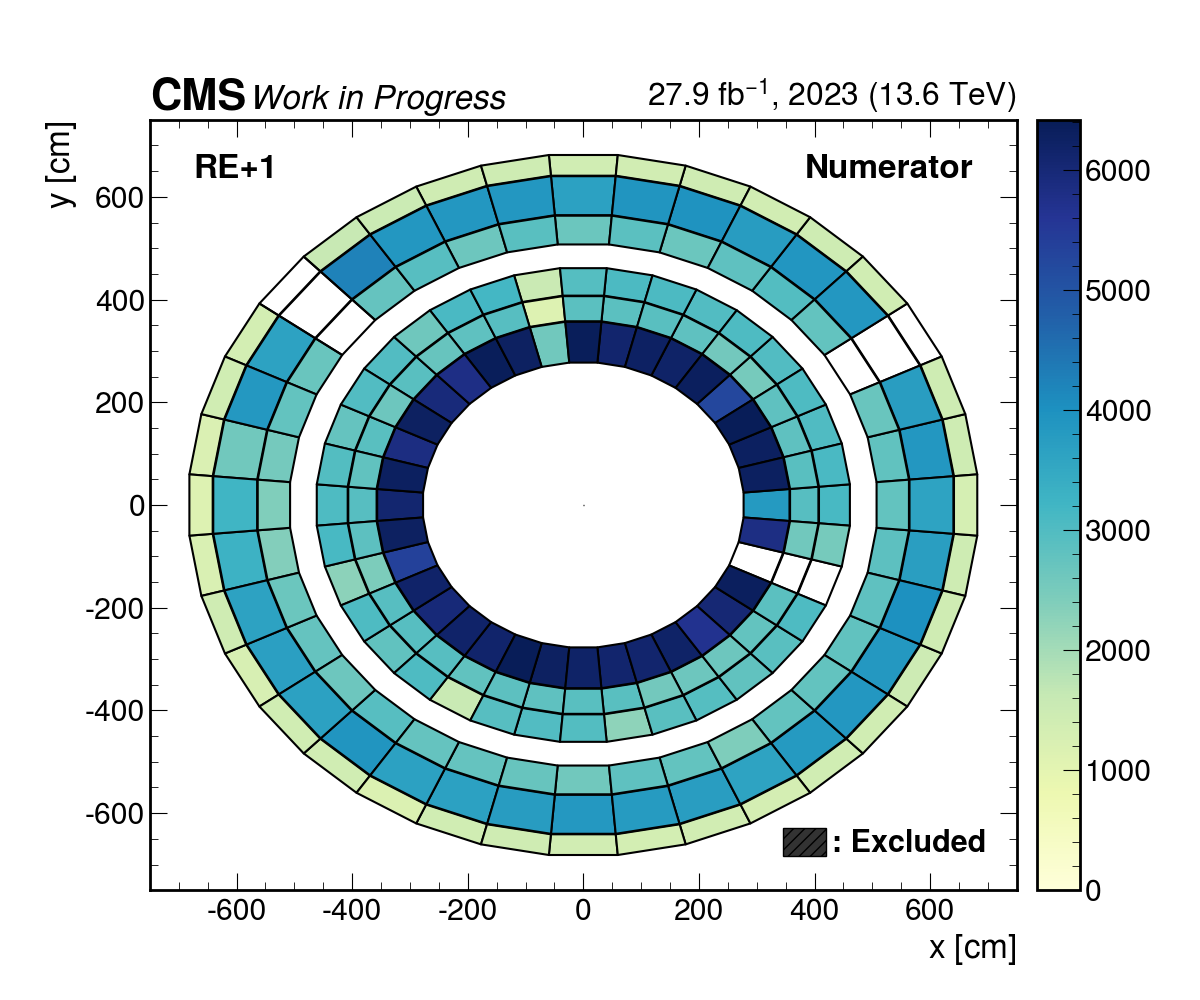 CMS Work in Progress 27.9 fb⁻¹, 2023 (13.6 TeV)
y [cm]
RE+1 Numerator
600
400
200
0
-200
-400
-600
-600 -400 -200 0 200 400 600
x [cm]
: Excluded
6000
5000
4000
3000
2000
1000
0